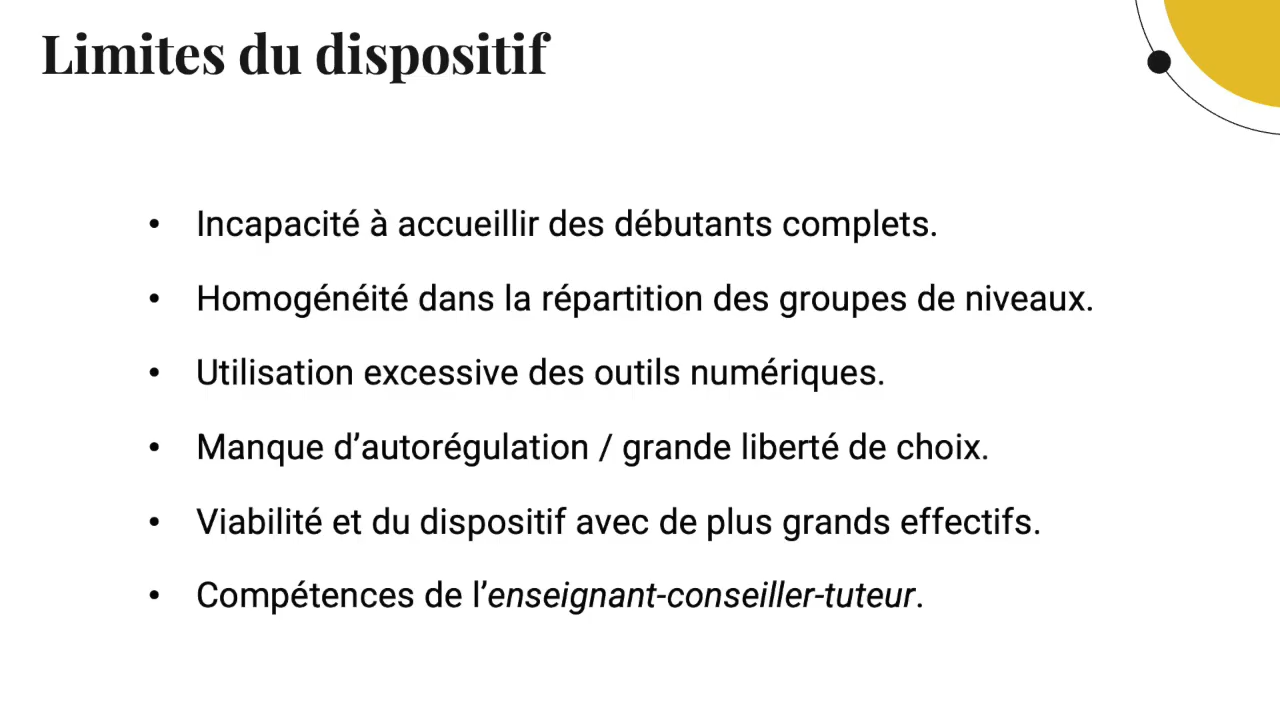 Limites du dispositif
• Incapacité à accueillir des débutants complets.
• Homogénéité dans la répartition des groupes de niveaux.
• Utilisation excessive des outils numériques.
• Manque d’autorégulation / grande liberté de choix.
• Viabilité et du dispositif avec de plus grands effectifs.
• Compétences de l’enseignant-conseiller-tuteur.